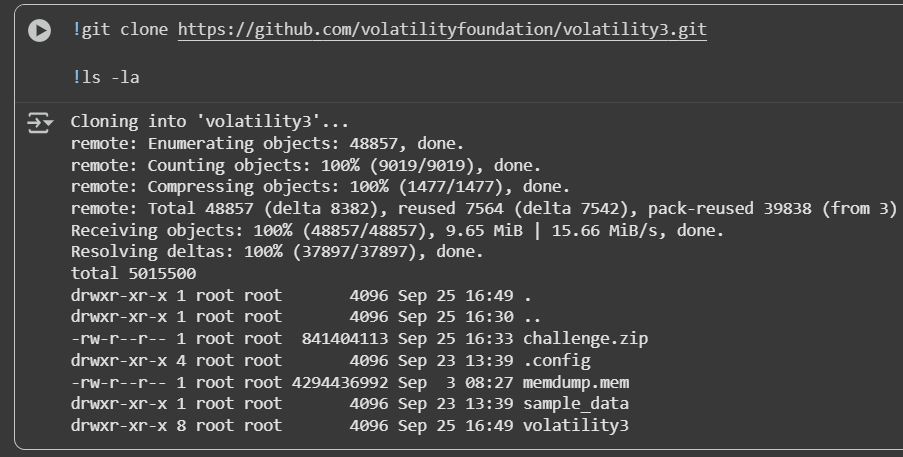 !git clone https://github.com/volatilityfoundation/volatility3.git
!ls -la
Cloning into 'volatility3'...
remote: Enumerating objects: 48857, done.
remote: Counting objects: 100% (9019/9019), done.
remote: Compressing objects: 100% (1477/1477), done.
remote: Total 48857 (delta 8382), reused 7564 (delta 7542), pack-reused 39838 (from 3)
Receiving objects: 100% (48857/48857), 9.65 MiB | 15.66 MiB/s, done.
Resolving deltas: 100% (37897/37897), done.
total 5015500
drwxr-xr-x 1 root root       4096 Sep 25 16:49 .
drwxr-xr-x 1 root root       4096 Sep 25 16:30 ..
-rw-r--r-- 1 root root  841404113 Sep 25 16:33 challenge.zip
drwxr-xr-x 4 root root       4096 Sep 23 13:39 .config
-rw-r--r-- 1 root root 4294436992 Sep  3 08:27 memdump.mem
drwxr-xr-x 1 root root       4096 Sep 23 13:39 sample_data
drwxr-xr-x 8 root root       4096 Sep 25 16:49 volatility3